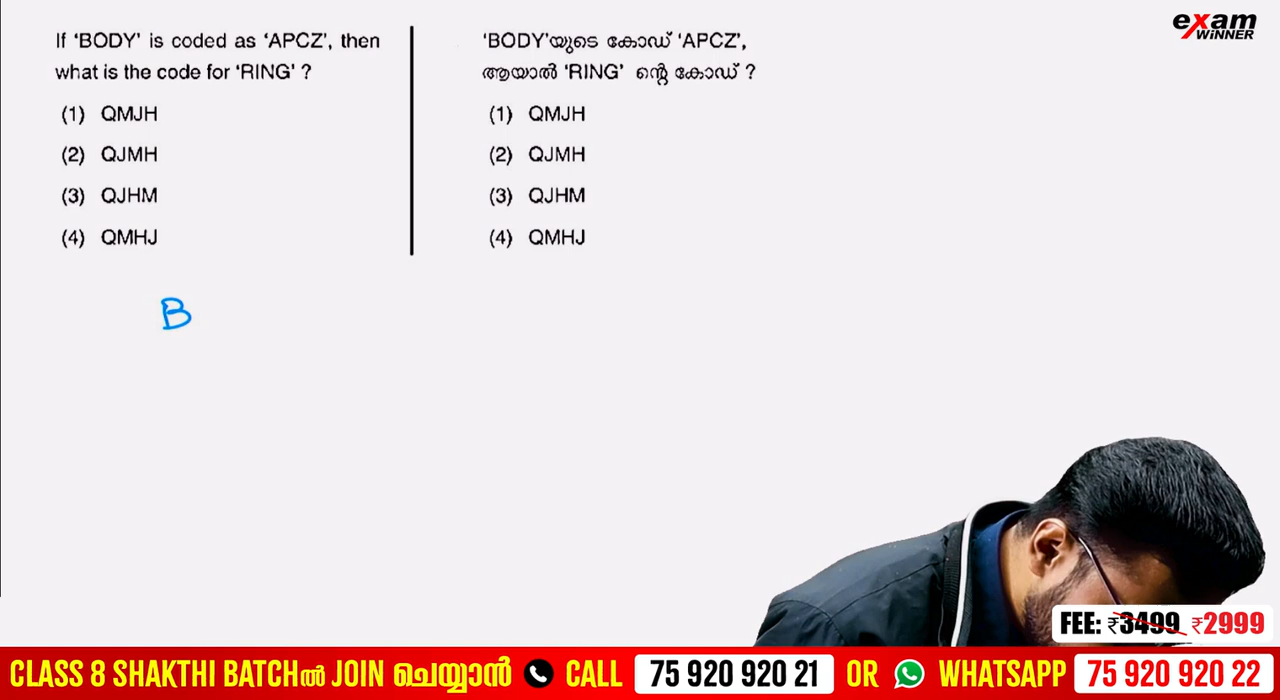 If ‘BODY’ is coded as ‘APCZ’, then
what is the code for ‘RING’ ?
(1) QMJH
(2) QJMH
(3) QJHM
(4) QMHJ
‘BODY’യുടെ കോഡ് ‘APCZ’,
ആയാൽ ‘RING’ ന്റെ കോഡ് ?
(1) QMJH
(2) QJMH
(3) QJHM
(4) QMHJ
exam
WiNNER
B
FEE: ₹3499 ₹2999
CLASS 8 SHAKTHI BATCHൽ JOIN ചെയ്യാൻ CALL 75 920 920 21 OR WHATSAPP 75 920 920 22